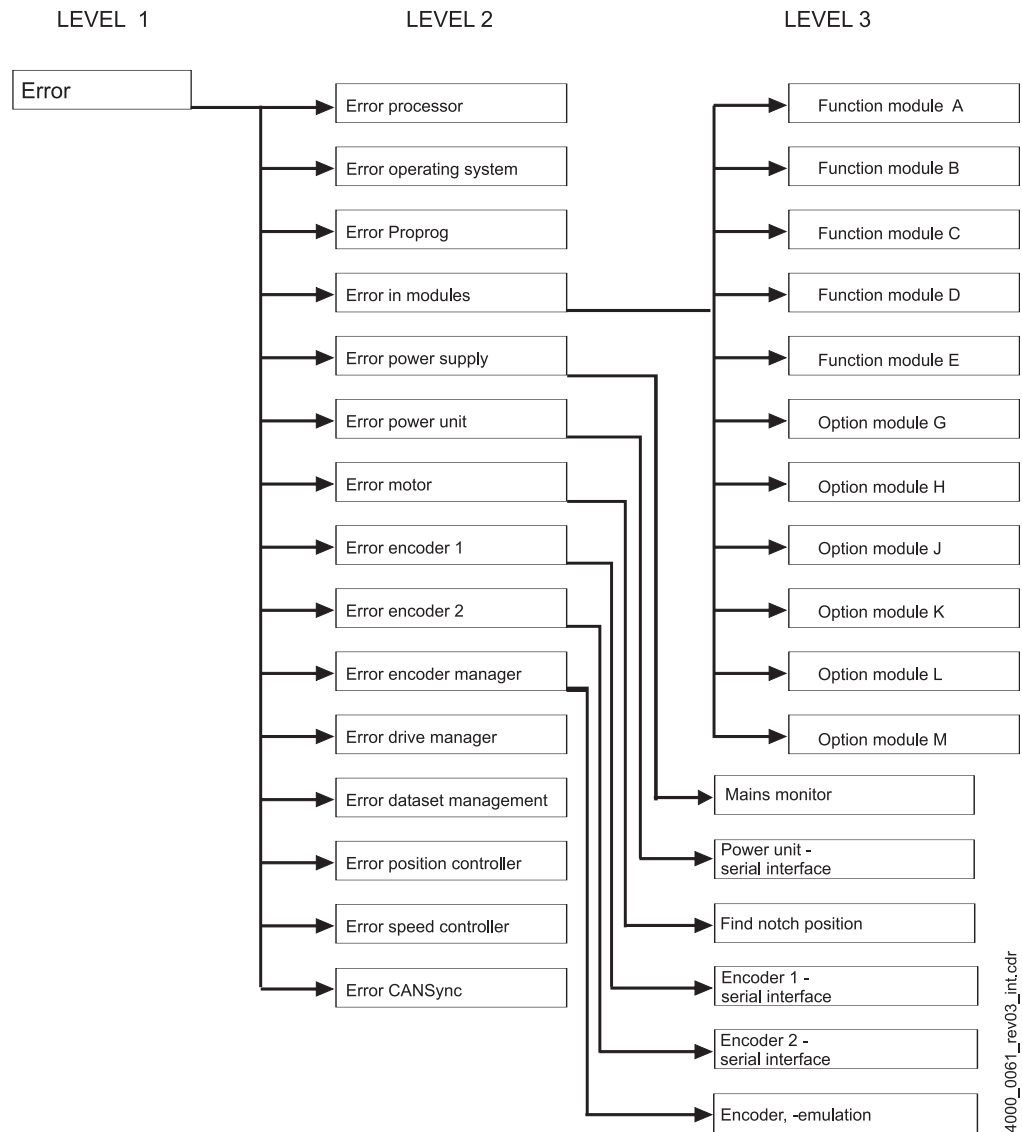 LEVEL 1
LEVEL 2
LEVEL 3
Error
Error processor
Error operating system
Error Proprog
Error in modules
Error power supply
Error power unit
Error motor
Error encoder 1
Error encoder 2
Error encoder manager
Error drive manager
Error dataset management
Error position controller
Error speed controller
Error CANSync
Function module A
Function module B
Function module C
Function module D
Function module E
Option module G
Option module H
Option module J
Option module K
Option module L
Option module M
Mains monitor
Power unit -
serial interface
Find notch position
Encoder 1 -
serial interface
Encoder 2 -
serial interface
Encoder, -emulation
4000_0061_rev03_int.cdr